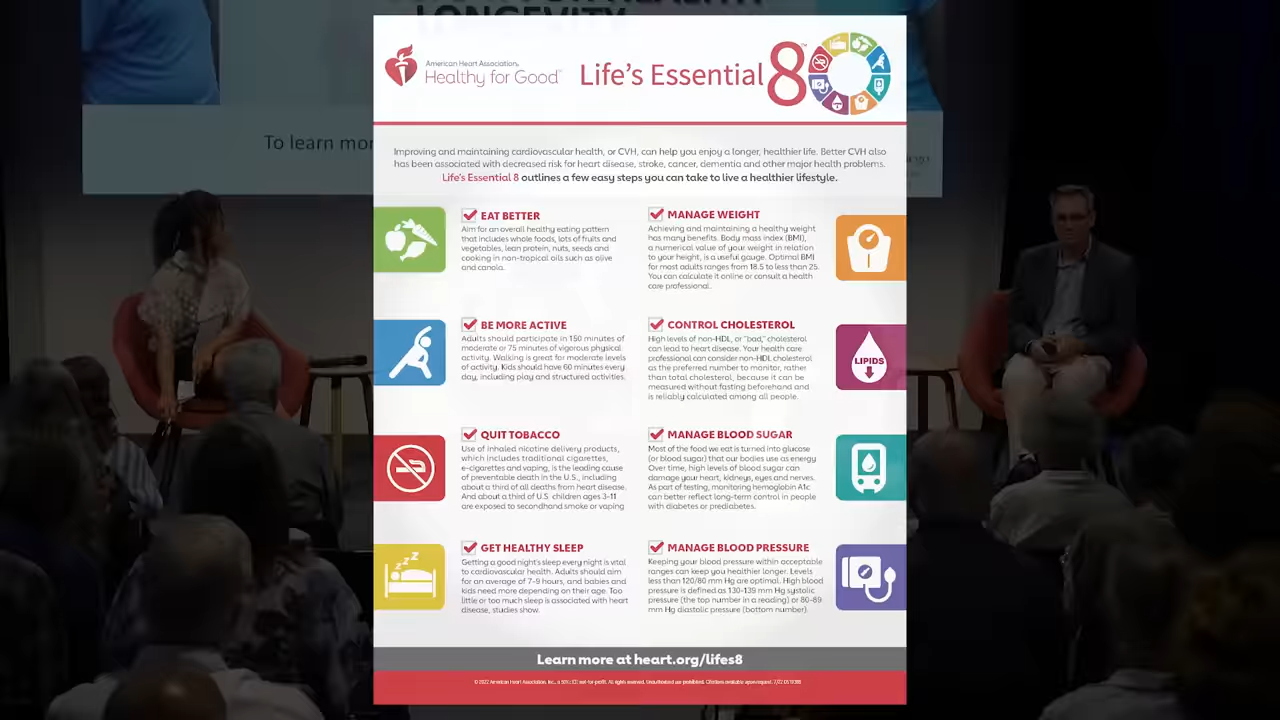 LONGEVITY
To learn mor
American Heart Association®
Healthy for Good™
Life's Essential 8™
Improving and maintaining cardiovascular health, or CVH, can help you enjoy a longer, healthier life. Better CVH also
has been associated with decreased risk for heart disease, stroke, cancer, dementia and other major health problems.
Life's Essential 8 outlines a few easy steps you can take to live a healthier lifestyle.
EAT BETTER
Aim for an overall healthy eating pattern
that includes whole foods, lots of fruits and
vegetables, lean protein, nuts, seeds and
cooking in non-tropical oils such as olive
and canola.
BE MORE ACTIVE
Adults should participate in 150 minutes of
moderate or 75 minutes of vigorous physical
activity. Walking is great for moderate levels
of activity. Kids should have 60 minutes every
day, including play and structured activities.
QUIT TOBACCO
Use of inhaled nicotine delivery products,
which includes traditional cigarettes,
e-cigarettes and vaping, is the leading cause
of preventable death in the U.S., including
about a third of all deaths from heart disease.
And about a third of U.S. children ages 3-11
are exposed to secondhand smoke or vaping
GET HEALTHY SLEEP
Getting a good night's sleep every night is vital
to cardiovascular health. Adults should aim
for an average of 7-9 hours, and babies and
kids need more depending on their age. Too
little or too much sleep is associated with heart
disease, studies show.
MANAGE WEIGHT
Achieving and maintaining a healthy weight
has many benefits. Body mass index (BMI),
a numerical value of your weight in relation
to your height, is a useful gauge. Optimal BMI
for most adults ranges from 18.5 to less than 25.
You can calculate it online or consult a health
care professional.
CONTROL CHOLESTEROL
High levels of non-HDL, or "bad," cholesterol
can lead to heart disease. Your health care
professional can consider non-HDL cholesterol
as the preferred number to monitor, rather
than total cholesterol, because it can be
measured without fasting beforehand and
is reliably calculated among all people.
LIPIDS
MANAGE BLOOD SUGAR
Most of the food we eat is turned into glucose
(or blood sugar) that our bodies use as energy
Over time, high levels of blood sugar can
damage your heart, kidneys, eyes and nerves.
As part of testing, monitoring hemoglobin A1c
can better reflect long-term control in people
with diabetes or prediabetes.
MANAGE BLOOD PRESSURE
Keeping your blood pressure within acceptable
ranges can keep you healthier longer. Levels
less than 120/80 mm Hg are optimal. High blood
pressure is defined as 130-139 mm Hg systolic
pressure (the top number in a reading) or 80-89
mm Hg diastolic pressure (bottom number).
Learn more at heart.org/lifes8